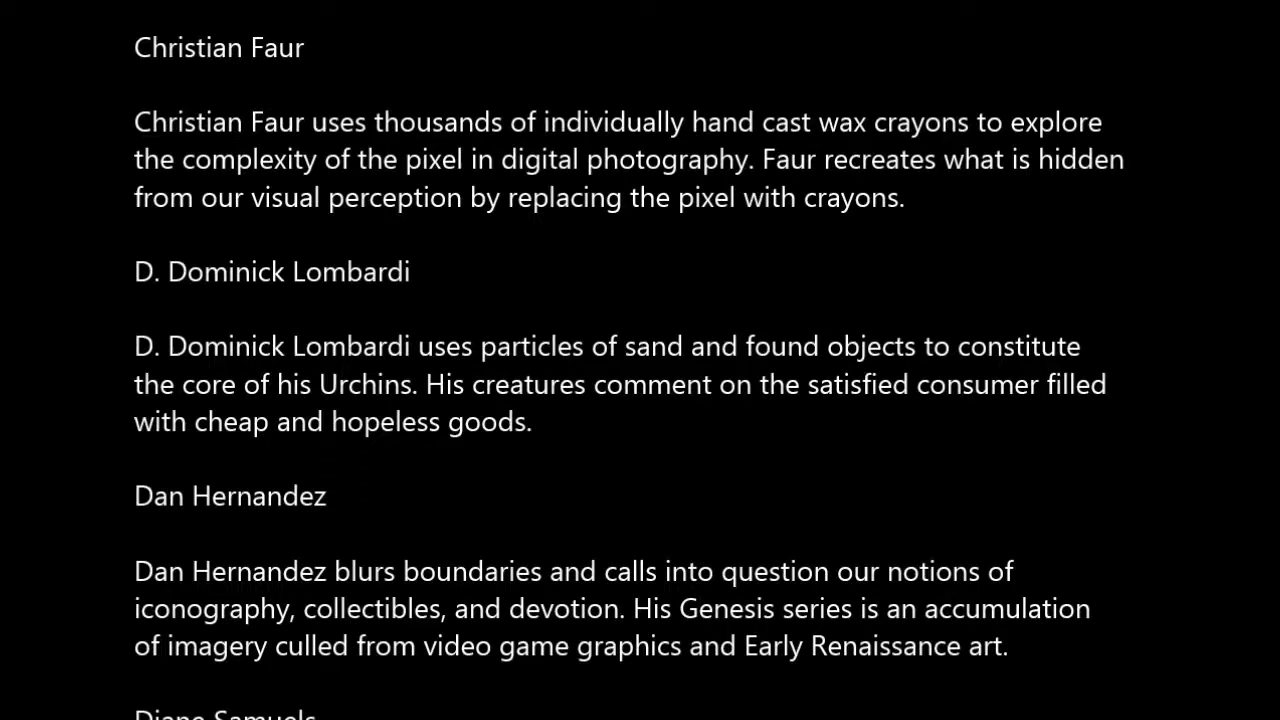 Christian Faur
Christian Faur uses thousands of individually hand cast wax crayons to explore
the complexity of the pixel in digital photography. Faur recreates what is hidden
from our visual perception by replacing the pixel with crayons.
D. Dominick Lombardi
D. Dominick Lombardi uses particles of sand and found objects to constitute
the core of his Urchins. His creatures comment on the satisfied consumer filled
with cheap and hopeless goods.
Dan Hernandez
Dan Hernandez blurs boundaries and calls into question our notions of
iconography, collectibles, and devotion. His Genesis series is an accumulation
of imagery culled from video game graphics and Early Renaissance art.
Diane Samuels